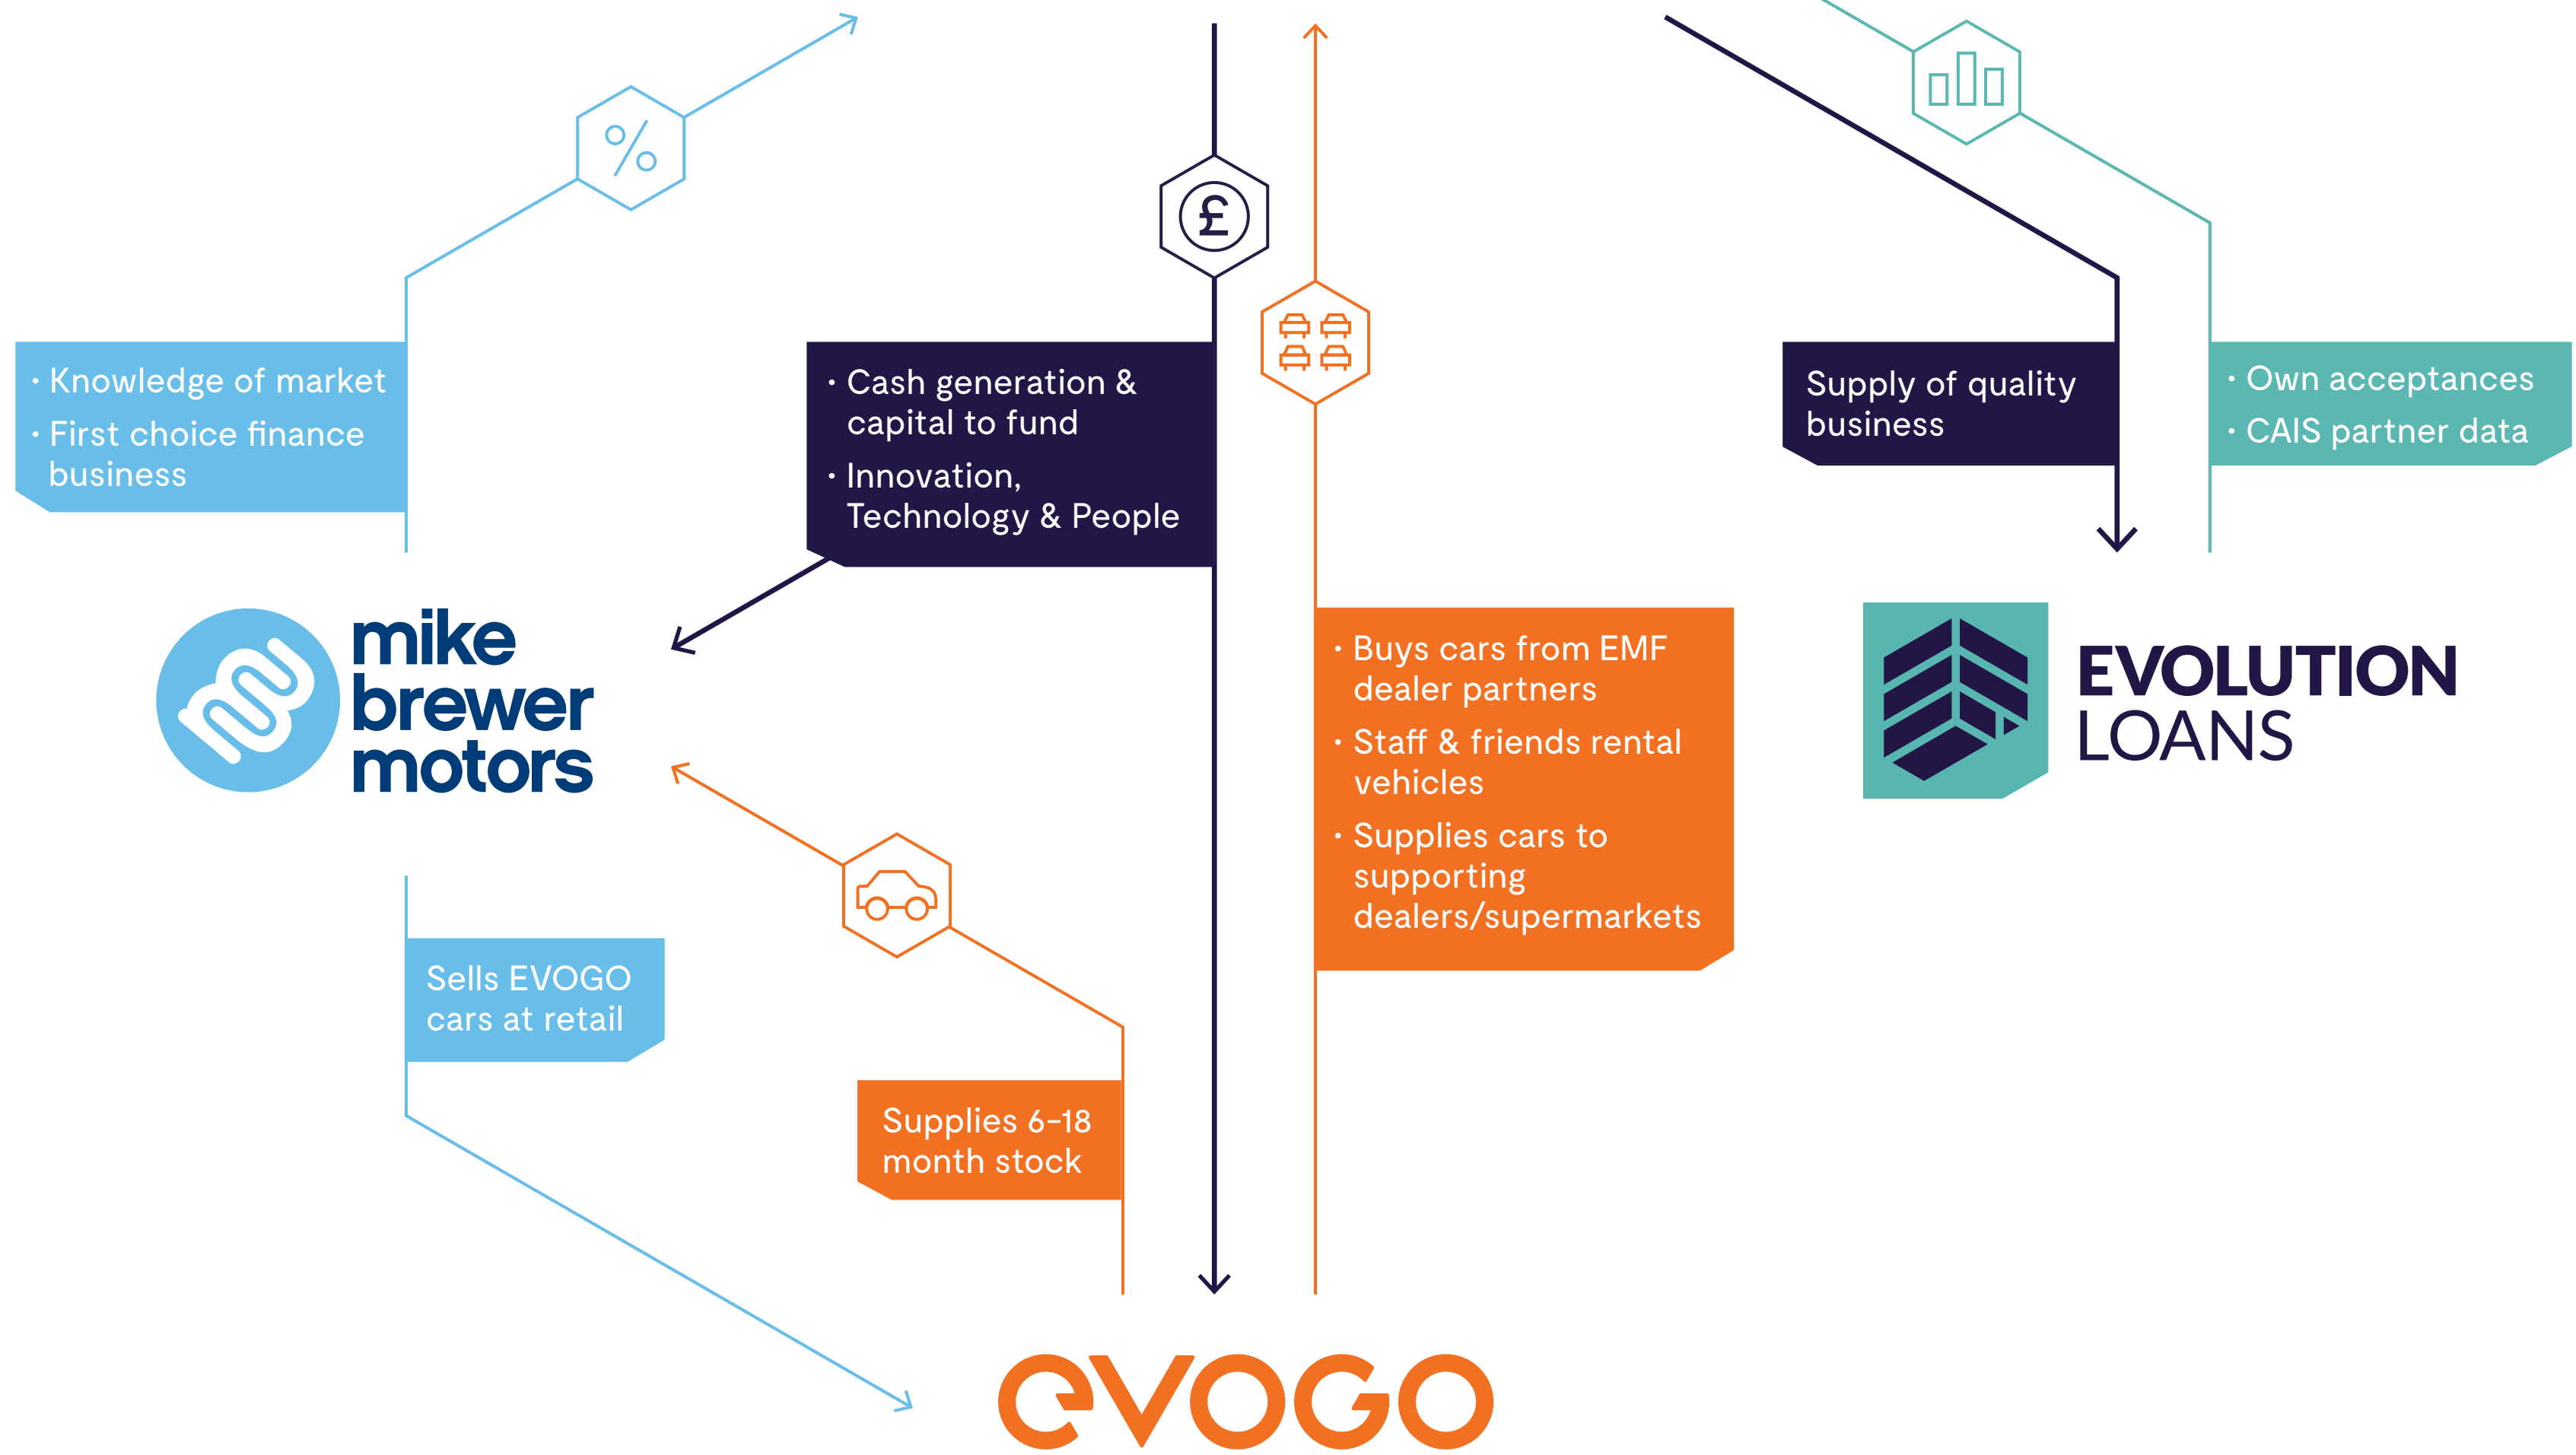 %
£
· Knowledge of market
· First choice finance
business
· Cash generation &
capital to fund
· Innovation,
Technology & People
Supply of quality
business
· Own acceptances
· CAIS partner data
mike
brewer
motors
· Buys cars from EMF
dealer partners
· Staff & friends rental
vehicles
· Supplies cars to
supporting
dealers/supermarkets
EVOLUTION
LOANS
Sells EVOGO
cars at retail
Supplies 6-18
month stock
evogo